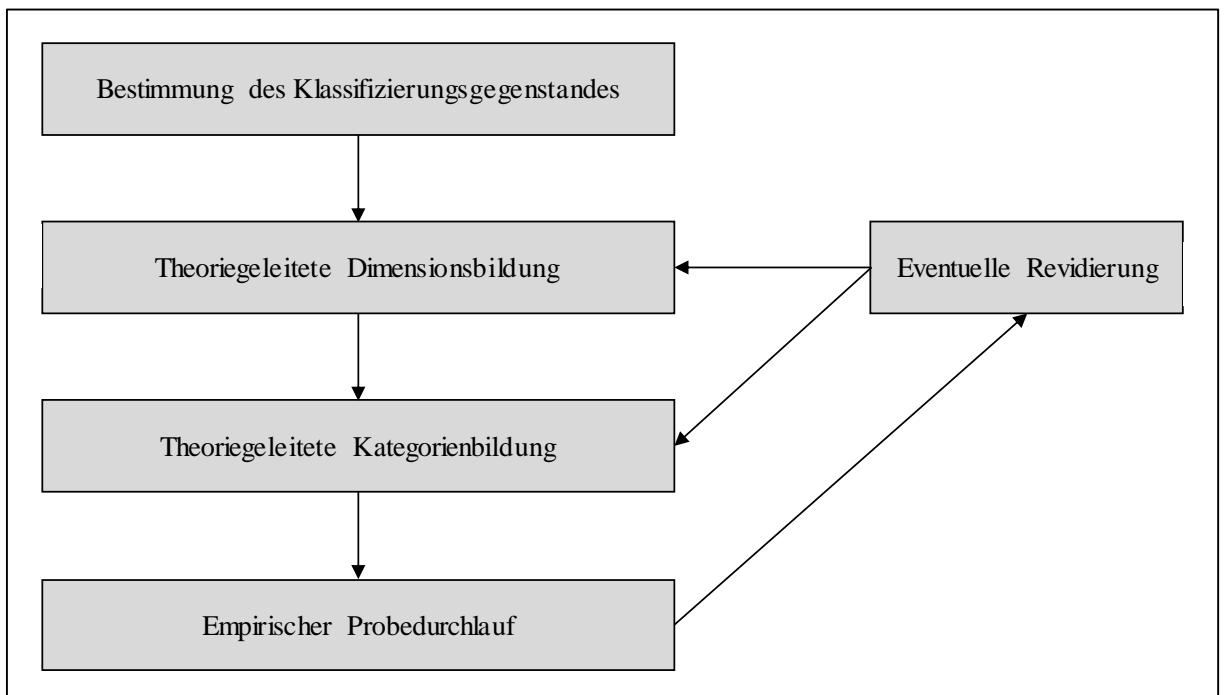 Bestimmung des Klassifizierungsgegenstandes
Theoriegeleitete Dimensionsbildung
Eventuelle Revidierung
Theoriegeleitete Kategorienbildung
Empirischer Probedurchlauf